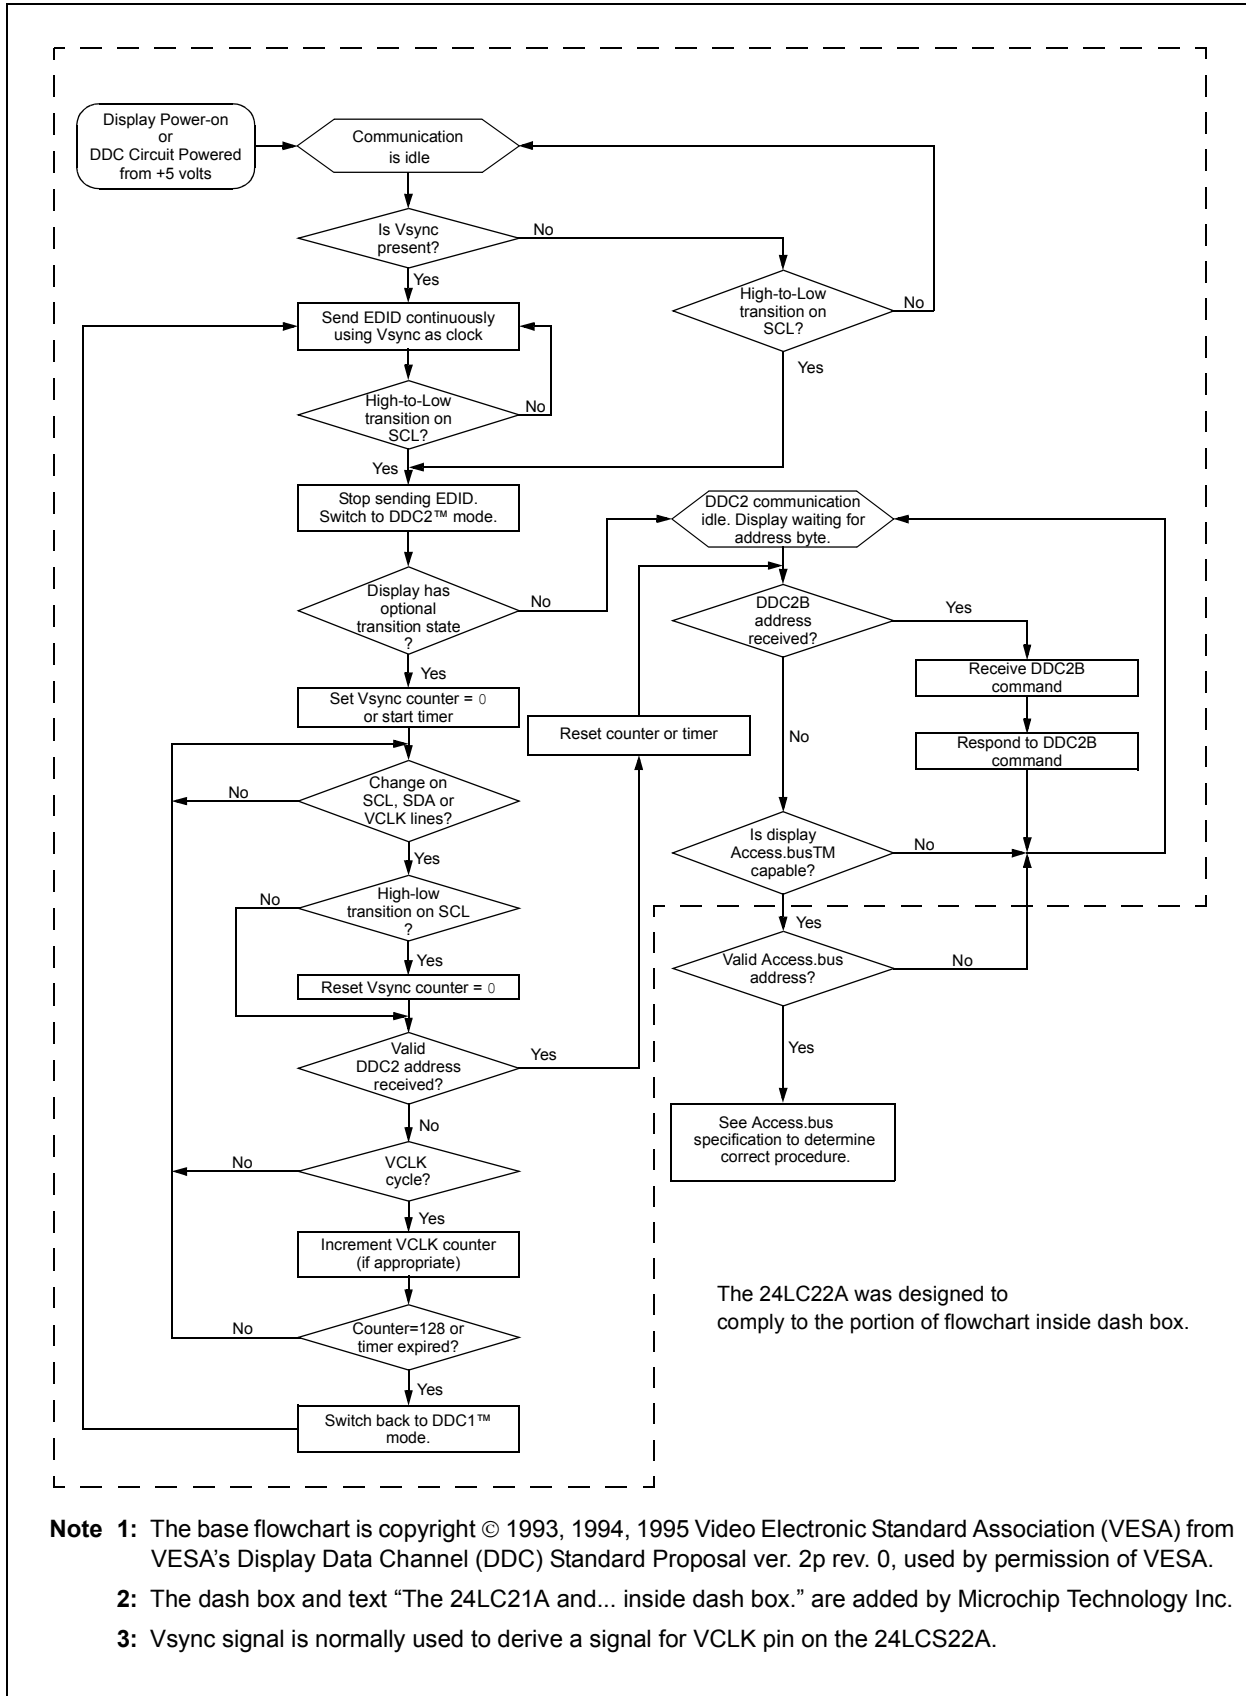 Display Power-on
or
DDC Circuit Powered
from +5 volts
Communication
is idle
Is Vsync
present?
No
Yes
High-to-Low
transition on
SCL?
No
Yes
Send EDID continuously
using Vsync as clock
High-to-Low
transition on
SCL?
No
Yes
Stop sending EDID.
Switch to DDC2™ mode.
DDC2 communication
idle. Display waiting for
address byte.
Display has
optional
transition state
?
No
Yes
DDC2B
address
received?
Yes
No
Receive DDC2B
command
Respond to DDC2B
command
Set Vsync counter = 0
or start timer
Reset counter or timer
Change on
SCL, SDA or
VCLK lines?
No
Yes
Is display
Access.busTM
capable?
No
Yes
High-low
transition on SCL
?
No
Yes
Valid Access.bus
address?
No
Yes
Reset Vsync counter = 0
Valid
DDC2 address
received?
Yes
No
See Access.bus
specification to determine
correct procedure.
VCLK
cycle?
No
Yes
Increment VCLK counter
(if appropriate)
Counter=128 or
timer expired?
No
Yes
Switch back to DDC1™
mode.
The 24LC22A was designed to
comply to the portion of flowchart inside dash box.
Note 1: The base flowchart is copyright © 1993, 1994, 1995 Video Electronic Standard Association (VESA) from
VESA's Display Data Channel (DDC) Standard Proposal ver. 2p rev. 0, used by permission of VESA.
2: The dash box and text “The 24LC21A and... inside dash box.” are added by Microchip Technology Inc.
3: Vsync signal is normally used to derive a signal for VCLK pin on the 24LCS22A.